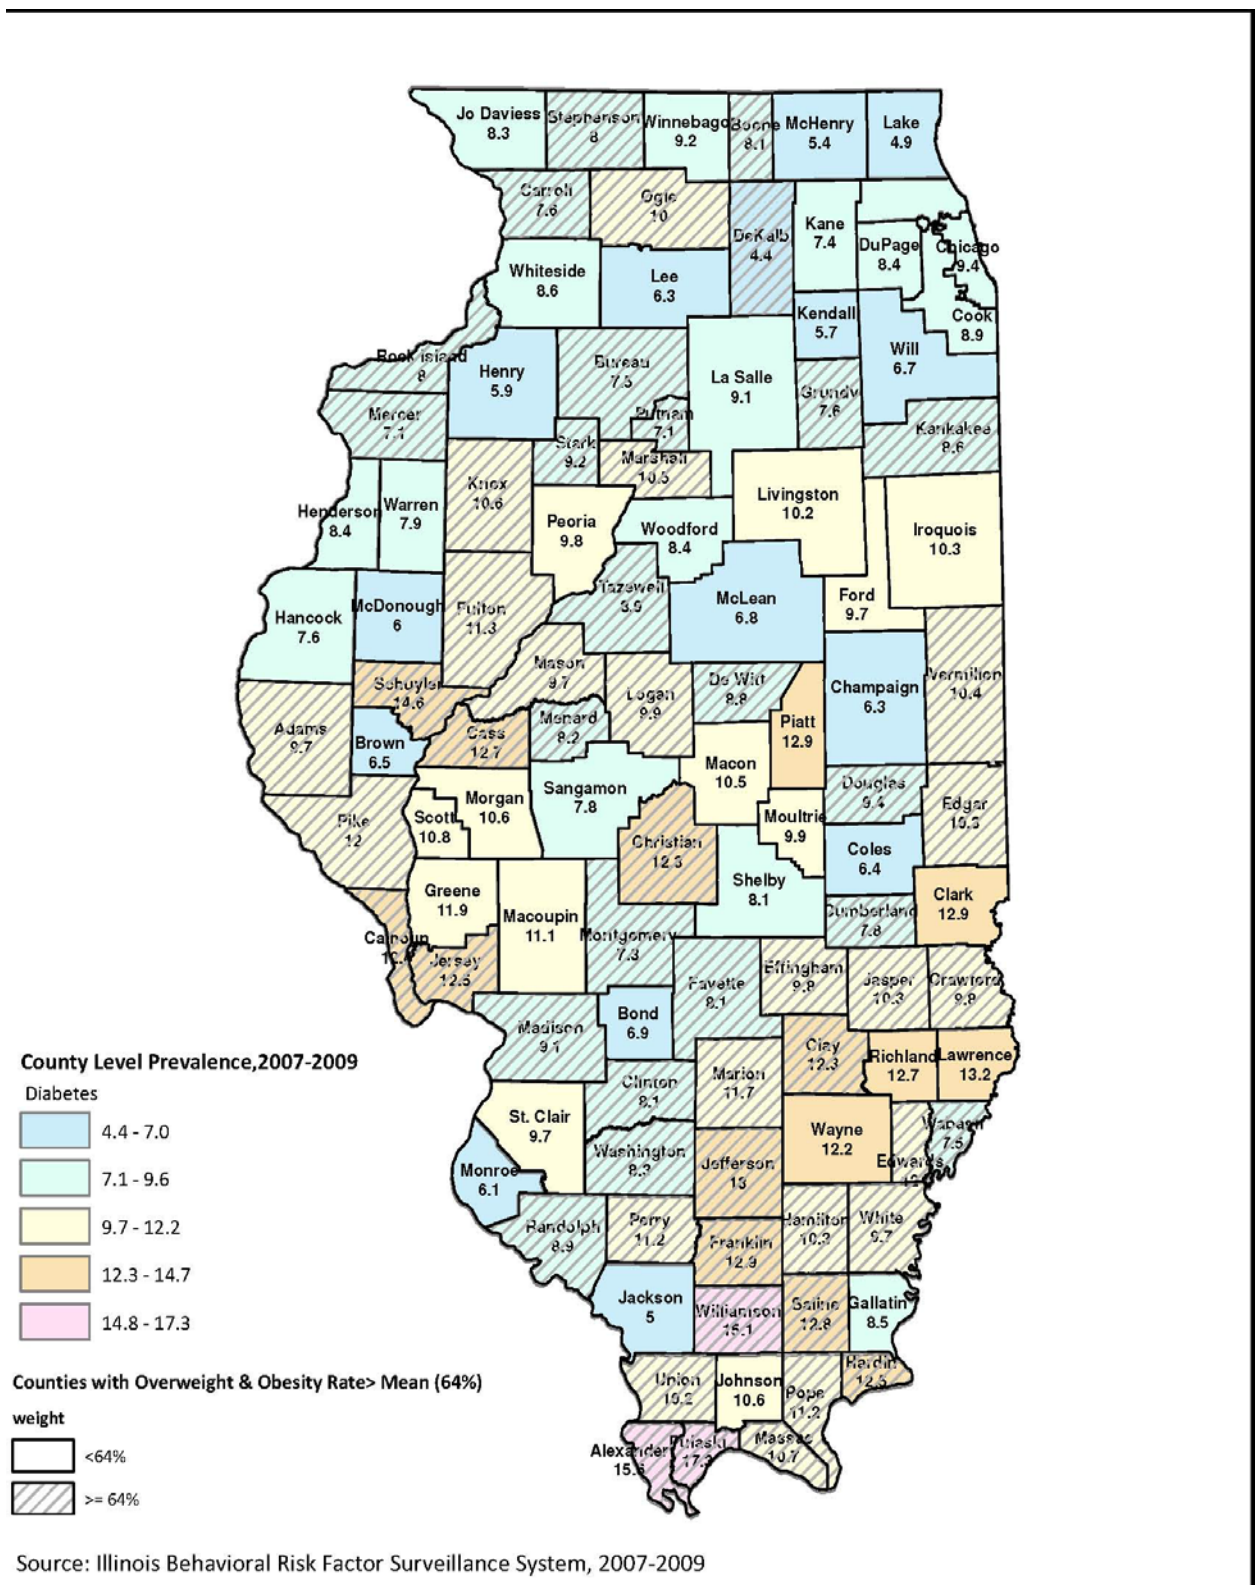 Jo Daviess
8.3
Stephenson
8
Winnebago
9.2
Boone
8.1
McHenry
5.4
Lake
4.9
Carroll
7.6
Ogle
10
DeKalb
4.4
Kane
7.4
DuPage
8.4
Chicago
9.4
Cook
8.9
Whiteside
8.6
Lee
6.3
Kendall
5.7
Will
6.7
Rock Island
8
Henry
5.9
Bureau
7.5
La Salle
9.1
Grundy
7.6
Kankakee
8.6
Mercer
7.1
Putnam
7.1
Stark
9.2
Marshall
10.5
Knox
10.6
Henderson
8.4
Warren
7.9
Peoria
9.8
Woodford
8.4
Livingston
10.2
Iroquois
10.3
Ford
9.7
Hancock
7.6
McDonough
6
Fulton
11.3
Tazewell
McLean
6.8
Mason
9.7
Logan
9.9
De Witt
8.8
Piatt
12.9
Champaign
6.3
Vermilion
10.4
Schuyler
14.6
Adams
9.7
Brown
6.5
Cass
12.7
Menard
8.2
Macon
10.5
Sangamon
7.8
Morgan
10.6
Scott
10.8
Pike
12
Christian
12.3
Moultrie
9.9
Douglas
9.4
Edgar
Coles
6.4
Shelby
8.1
Clark
12.9
Cumberland
7.8
Greene
11.9
Macoupin
11.1
Montgomery
7.3
Calhoun
Jersey
12.5
Fayette
8.1
Effingham
9.8
Jasper
10.3
Crawford
9.8
Madison
9.1
Bond
6.9
Clinton
8.1
Marion
11.7
Clay
12.3
Richland
12.7
Lawrence
13.2
St. Clair
9.7
Washington
8.3
Wayne
12.2
Edwards
Wabash
7.5
Monroe
6.1
Jefferson
13
Randolph
8.9
Perry
11.2
Franklin
12.9
Hamilton
10.3
White
9.7
Jackson
5
Williamson
15.1
Saline
12.8
Gallatin
8.5
Union
10.2
Johnson
10.6
Pope
11.2
Hardin
12.5
Alexander
Pulaski
17.3
Massac
10.7
County Level Prevalence,2007-2009
Diabetes
4.4 - 7.0
7.1 - 9.6
9.7 - 12.2
12.3 - 14.7
14.8 - 17.3
Counties with Overweight & Obesity Rate> Mean (64%)
weight
<64%
>= 64%
Source: Illinois Behavioral Risk Factor Surveillance System, 2007-2009